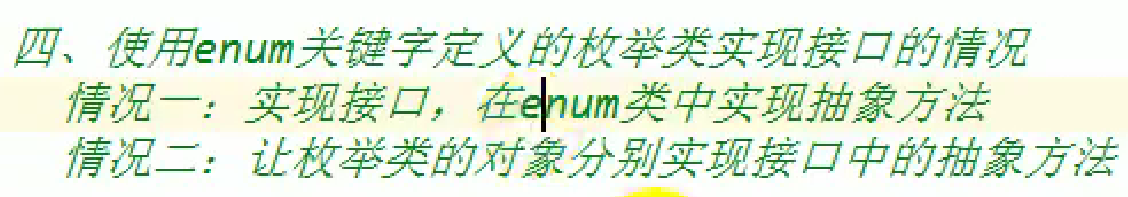 四、使用enum关键字定义的枚举类实现接口的情况
情况一：实现接口，在enum类中实现抽象方法
情况二：让枚举类的对象分别实现接口中的抽象方法